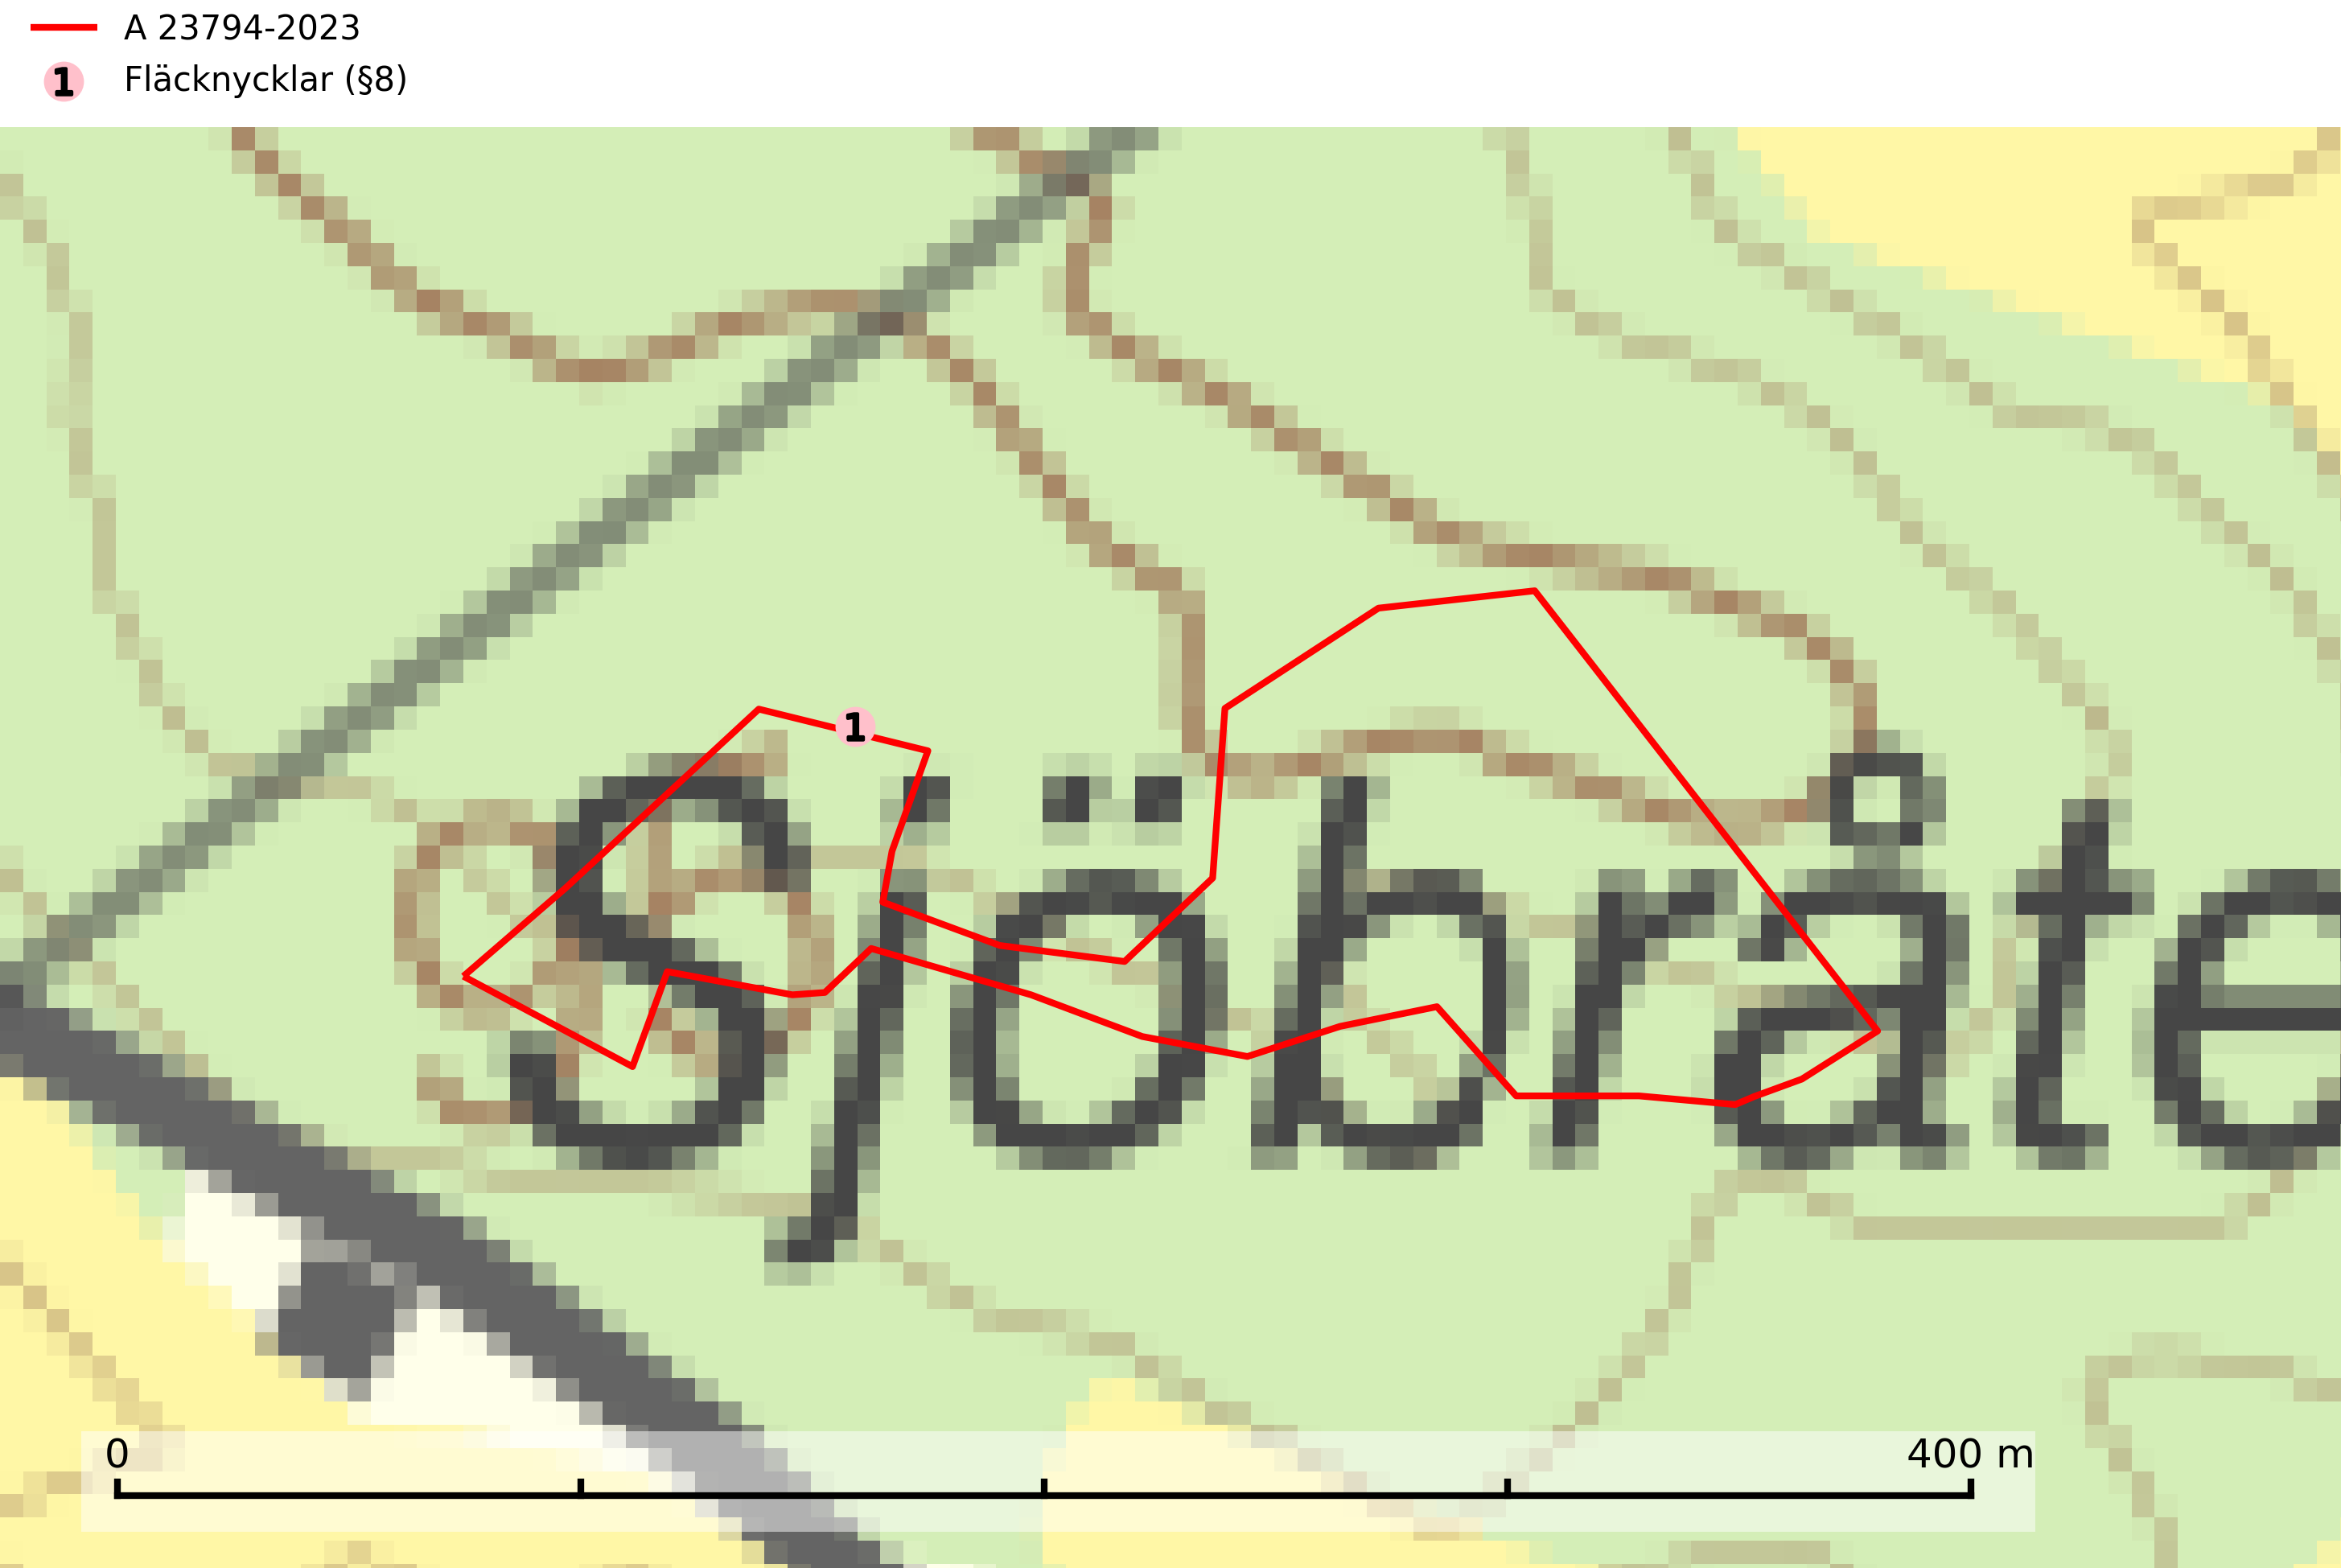 A 23794-2023
1 Fläcknycklar (§8)
1
Sjöbråte
0 400 m